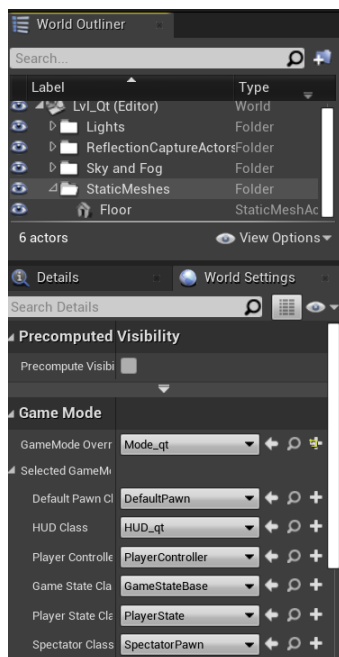 World Outliner
Search...
Label Type
Lvl_Qt (Editor) World
Lights Folder
ReflectionCaptureActors Folder
Sky and Fog Folder
StaticMeshes Folder
Floor StaticMeshAc
6 actors View Options
Details World Settings
Search Details
Precomputed Visibility
Precompute Visibi
Game Mode
GameMode Overr Mode_qt
Selected GameMo
Default Pawn Cl DefaultPawn
HUD Class HUD_qt
Player Controlle PlayerController
Game State Cla GameStateBase
Player State Cla PlayerState
Spectator Class SpectatorPawn